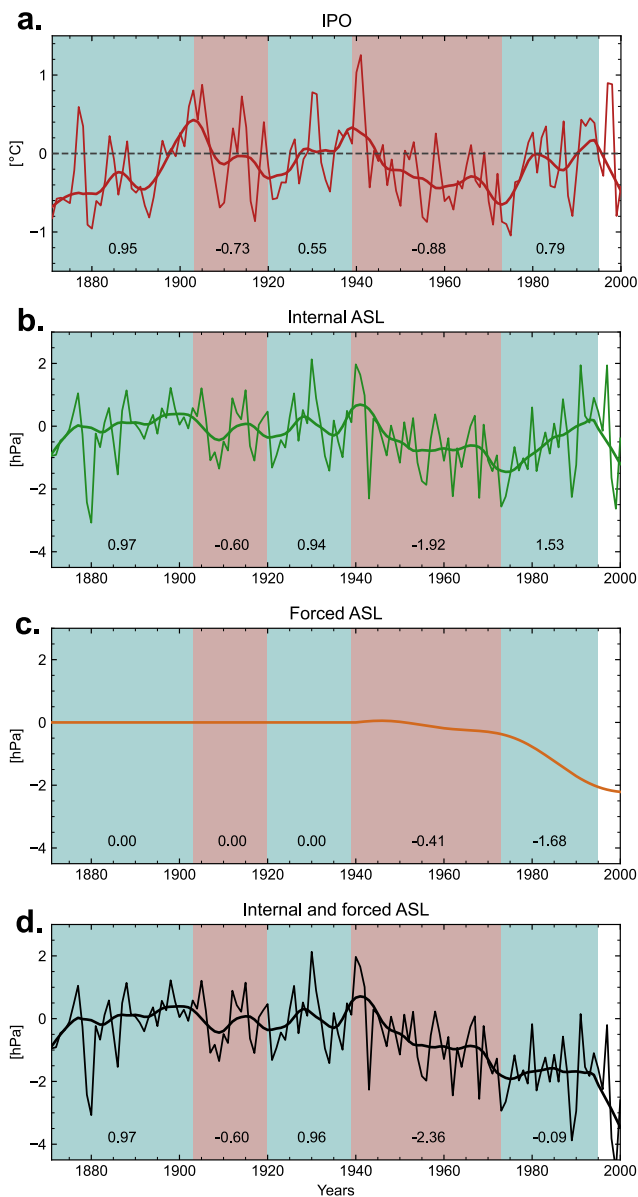 a.
IPO
[°C]
1
0
−1
0.95 -0.73 0.55 -0.88 0.79
1880 1900 1920 1940 1960 1980 2000
b.
Internal ASL
[hPa]
2
0
−2
−4
0.97 -0.60 0.94 -1.92 1.53
1880 1900 1920 1940 1960 1980 2000
c.
Forced ASL
[hPa]
2
0
−2
−4
0.00 0.00 0.00 -0.41 -1.68
1880 1900 1920 1940 1960 1980 2000
d.
Internal and forced ASL
[hPa]
2
0
−2
−4
0.97 -0.60 0.96 -2.36 -0.09
1880 1900 1920 1940 1960 1980 2000
Years